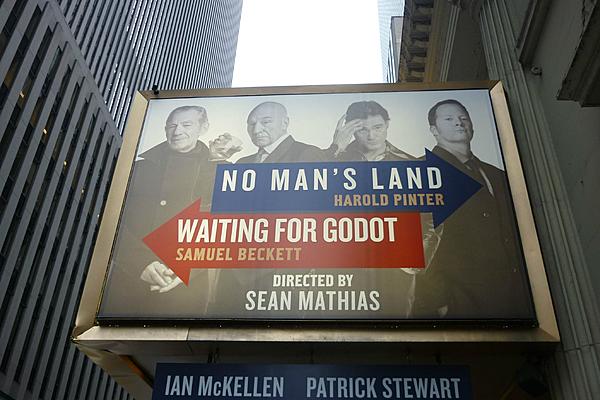 NO MAN'S LAND
HAROLD PINTER
WAITING FOR GODOT
SAMUEL BECKETT
DIRECTED BY
SEAN MATHIAS
IAN McKELLEN PATRICK STEWART